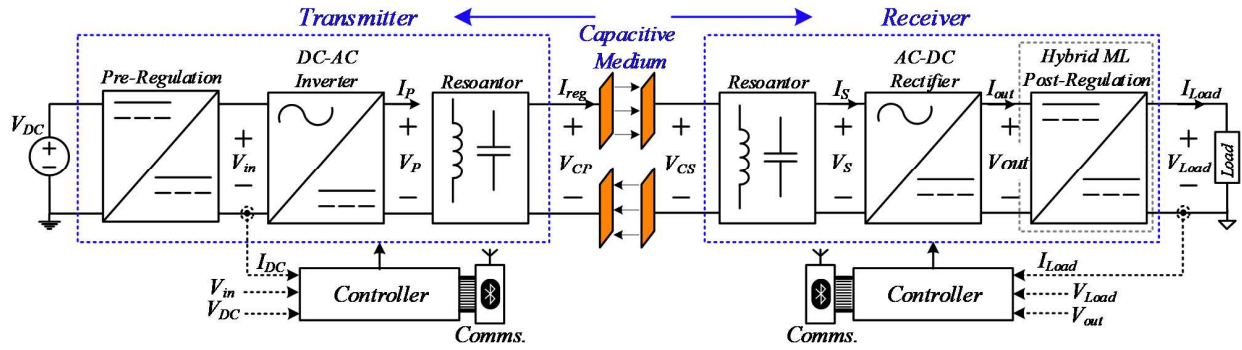 Transmitter
Receiver
Capacitive
Medium
Pre-Regulation
DC-AC
Inverter
Resoantor
Resoantor
AC-DC
Rectifier
Hybrid ML
Post-Regulation
I_P
I_reg
I_S
I_out
I_Load
V_DC
V_in
V_P
V_CP
V_CS
V_S
V_Cout
V_Load
Load
I_DC
V_in
V_DC
Controller
Comms.
Comms.
Controller
I_Load
V_Load
V_out